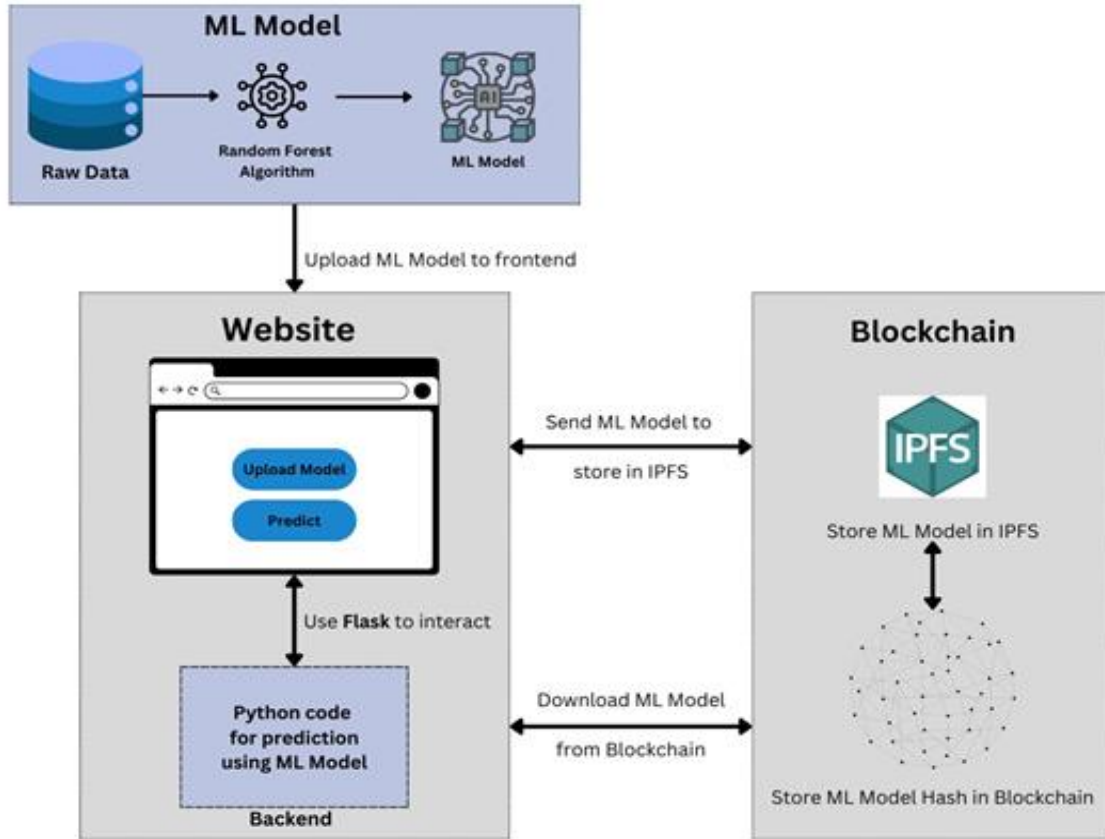 ML Model
Raw Data
Random Forest
Algorithm
AI
ML Model
Upload ML Model to frontend
Website
Upload Model
Predict
Use Flask to interact
Python code
for prediction
using ML Model
Backend
Send ML Model to
store in IPFS
Download ML Model
from Blockchain
Blockchain
IPFS
Store ML Model in IPFS
Store ML Model Hash in Blockchain